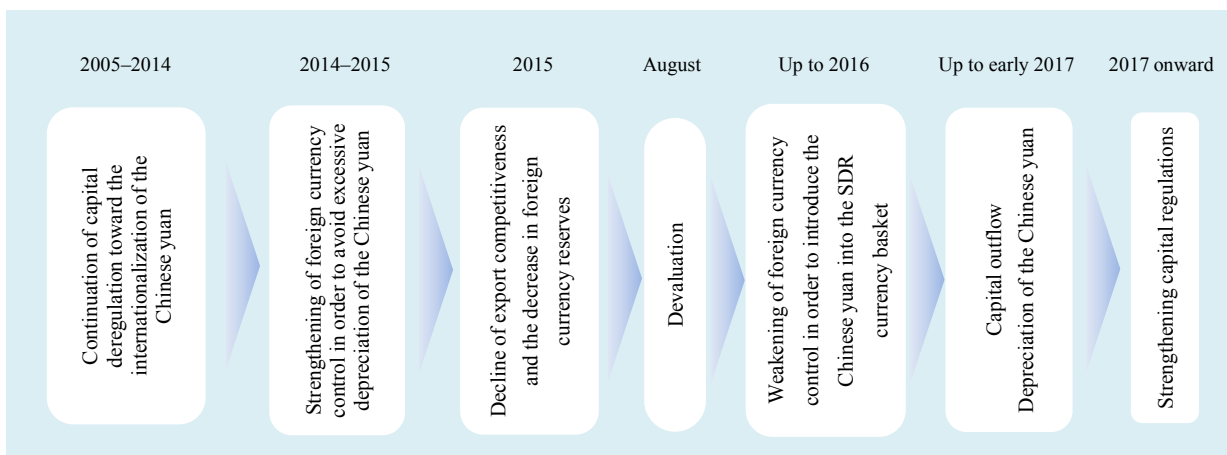 2005–2014
2014–2015
2015
August
Up to 2016
Up to early 2017
2017 onward
Continuation of capital
deregulation toward the
internationalization of the
Chinese yuan
Strengthening of foreign currency
control in order to avoid excessive
depreciation of the Chinese yuan
Decline of export competitiveness
and the decrease in foreign
currency reserves
Devaluation
Weakening of foreign currency
control in order to introduce the
Chinese yuan into the SDR
currency basket
Capital outflow
Depreciation of the Chinese yuan
Strengthening capital regulations